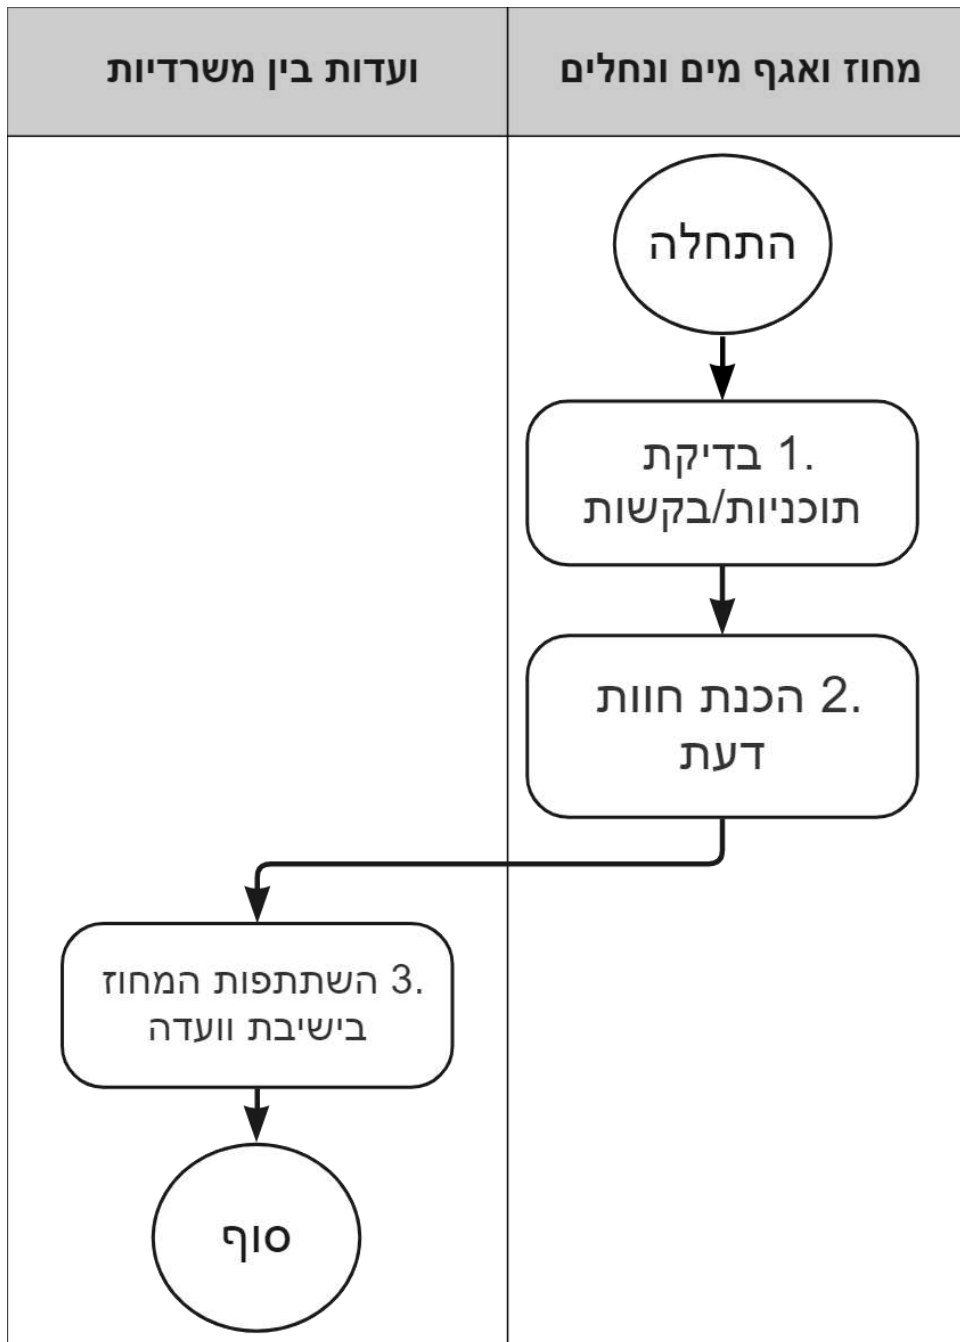 מחוז ואגף מים ונחלים
ועדות בין משרדיות
התחלה
1. בדיקת
תוכניות/בקשות
2. הכנת חוות
דעת
3. השתתפות המחוז
בישיבת וועדה
סוף